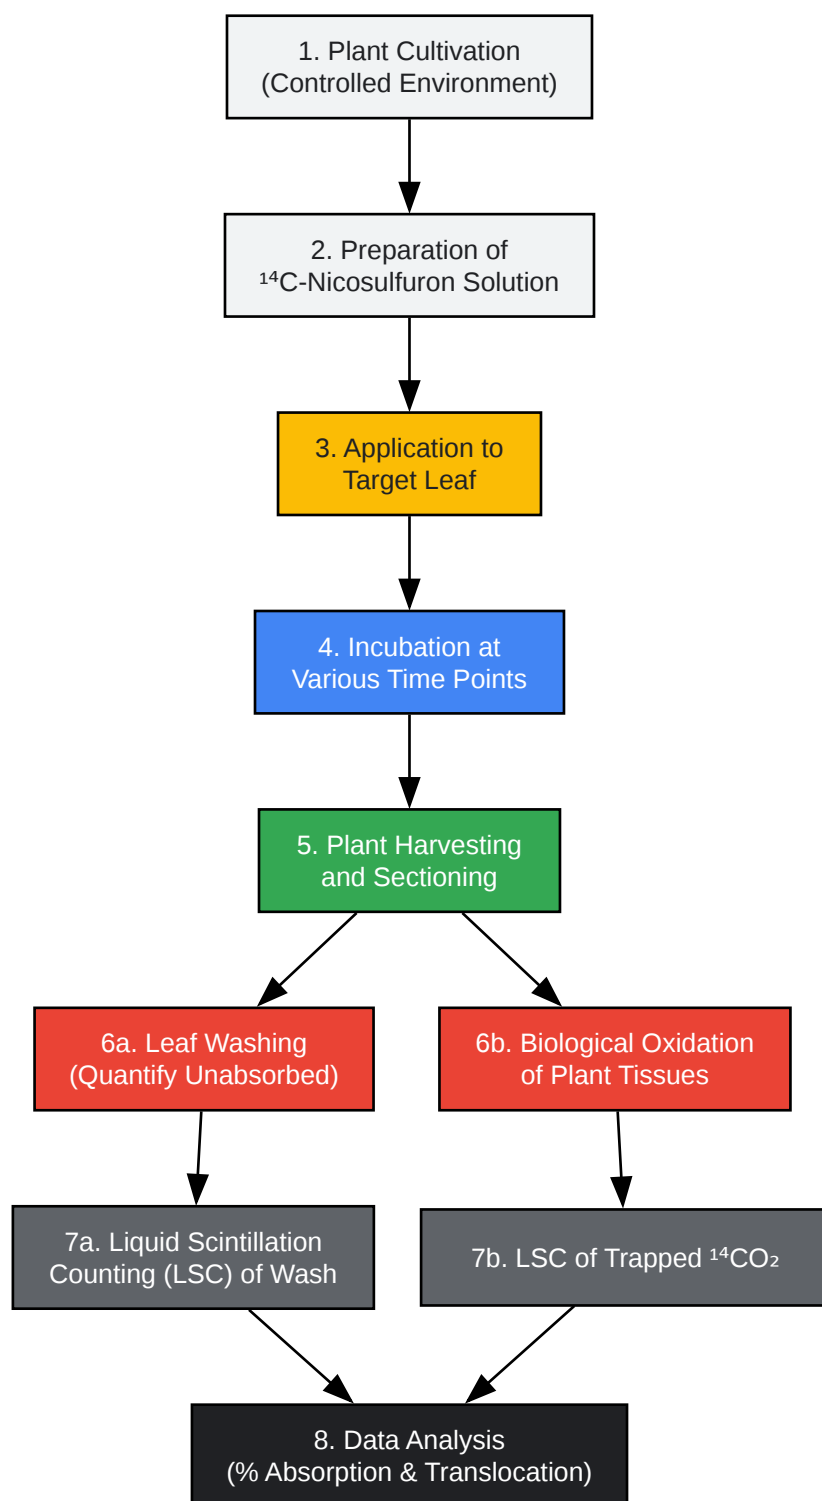 1. Plant Cultivation
(Controlled Environment)
2. Preparation of
¹⁴C-Nicosulfuron Solution
3. Application to
Target Leaf
4. Incubation at
Various Time Points
5. Plant Harvesting
and Sectioning
6a. Leaf Washing
(Quantify Unabsorbed)
6b. Biological Oxidation
of Plant Tissues
7a. Liquid Scintillation
Counting (LSC) of Wash
7b. LSC of Trapped ¹⁴CO₂
8. Data Analysis
(% Absorption & Translocation)